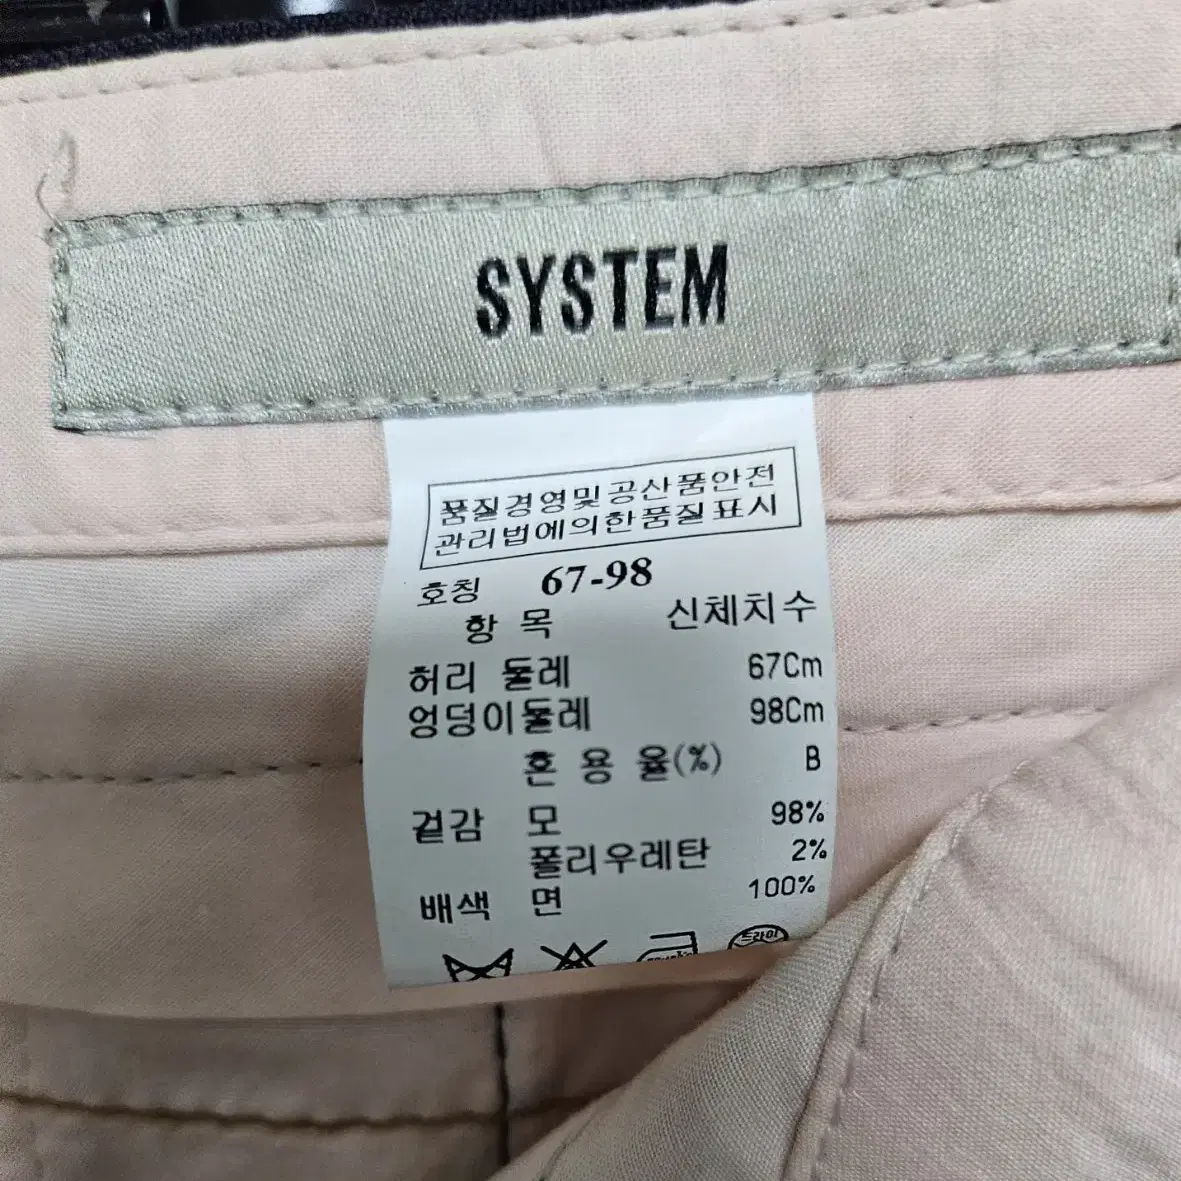 SYSTEM
품질경영및공산품안전
관리법에의한품질표시
호칭 67-98
항 목 신체치수
허리 둘레 67Cm
엉덩이둘레 98Cm
혼 용 율(%) B
겉감 모 98%
폴리우레탄 2%
배색 면 100%
드라이